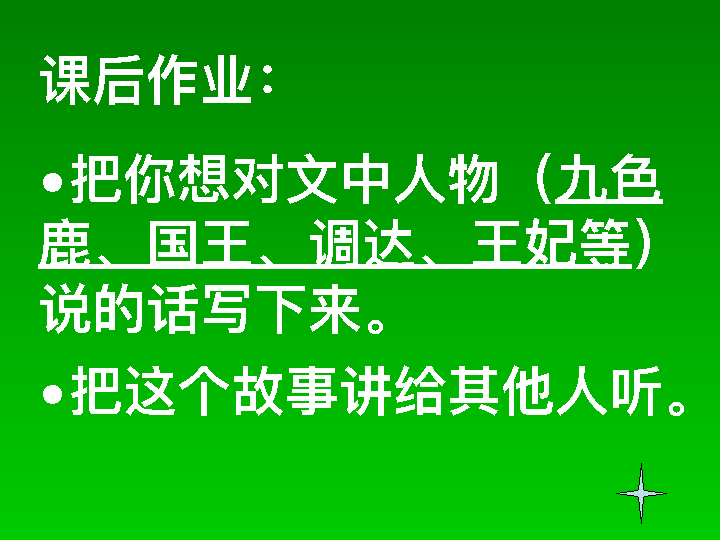 课后作业：
•把你想对文中人物（九色
鹿、国王、调达、王妃等）
说的话写下来。
•把这个故事讲给其他人听。